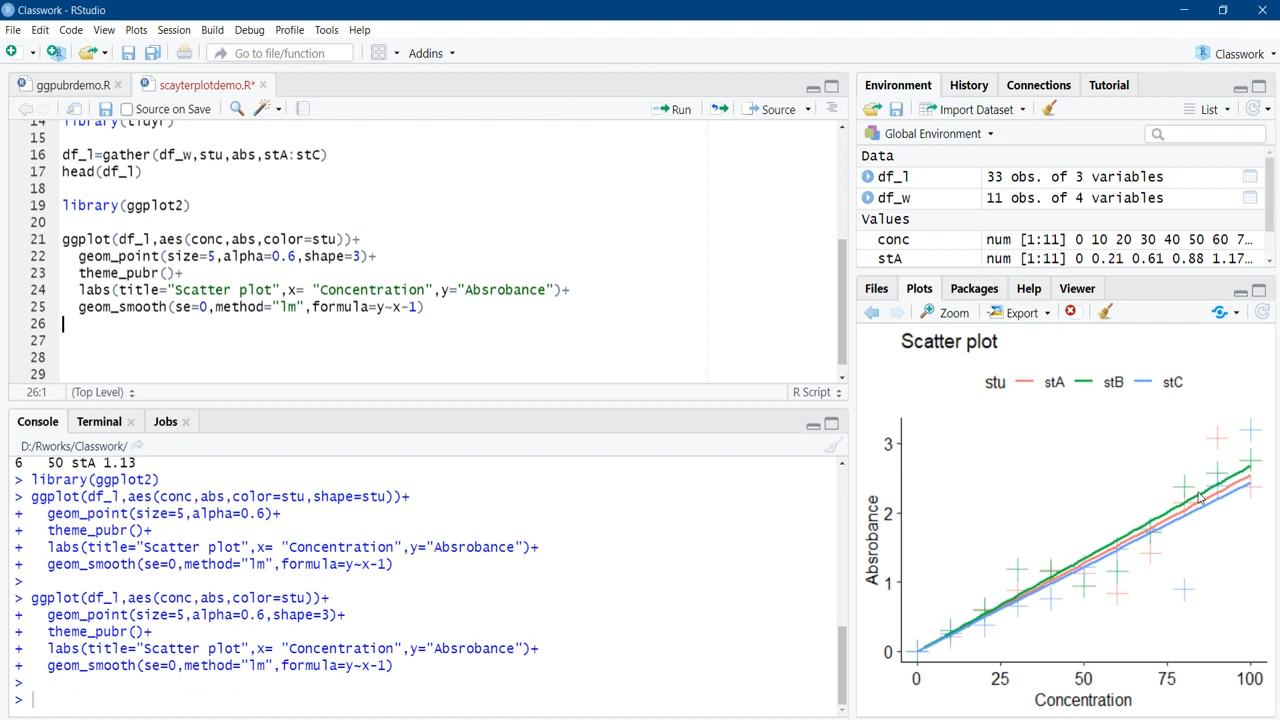 Classwork - RStudio
File Edit Code View Plots Session Build Debug Profile Tools Help
Go to file/function Addins Classwork
ggpubrdemo.R scayterplotdemo.R*
Source on Save Run Source
14 library(tidyr)
15
16 df_l=gather(df_w,stu,abs,stA:stC)
17 head(df_l)
18
19 library(ggplot2)
20
21 ggplot(df_l,aes(conc,abs,color=stu))+
22 geom_point(size=5,alpha=0.6,shape=3)+
23 theme_pubr()+
24 labs(title="Scatter plot",x= "Concentration",y="Absrobance")+
25 geom_smooth(se=0,method="lm",formula=y~x-1)
26
27
28
29
26:1 (Top Level) R Script
Console Terminal Jobs
D:/Rworks/Classwork/
6 50 stA 1.13
> library(ggplot2)
> ggplot(df_l,aes(conc,abs,color=stu,shape=stu))+
+ geom_point(size=5,alpha=0.6)+
+ theme_pubr()+
+ labs(title="Scatter plot",x= "Concentration",y="Absrobance")+
+ geom_smooth(se=0,method="lm",formula=y~x-1)
>
> ggplot(df_l,aes(conc,abs,color=stu))+
+ geom_point(size=5,alpha=0.6,shape=3)+
+ theme_pubr()+
+ labs(title="Scatter plot",x= "Concentration",y="Absrobance")+
+ geom_smooth(se=0,method="lm",formula=y~x-1)
>
>
Environment History Connections Tutorial
Import Dataset List
Global Environment
Data
df_l 33 obs. of 3 variables
df_w 11 obs. of 4 variables
Values
conc num [1:11] 0 10 20 30 40 50 60 7…
stA num [1:11] 0 0.21 0.61 0.88 1.17…
Files Plots Packages Help Viewer
Zoom Export
Scatter plot
stu stA stB stC
3
2
1
0
Absrobance
0 25 50 75 100
Concentration